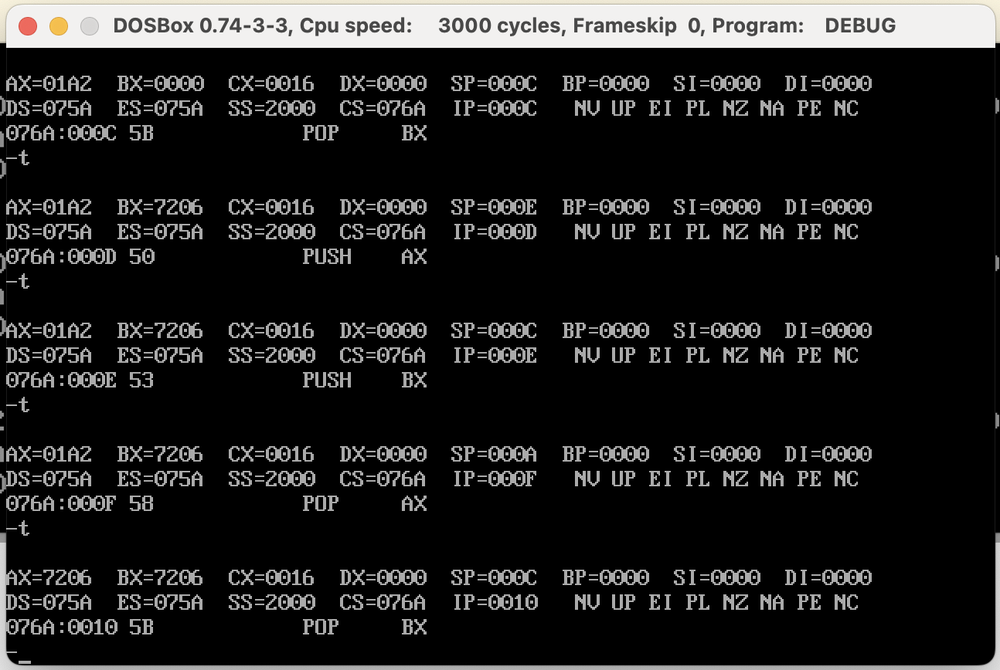 DOSBox 0.74-3-3, Cpu speed:    3000 cycles, Frameskip  0, Program:    DEBUG
AX=01A2  BX=0000  CX=0016  DX=0000  SP=000C  BP=0000  SI=0000  DI=0000
DS=075A  ES=075A  SS=2000  CS=076A  IP=000C   NV UP EI PL NZ NA PE NC
076A:000C 5B            POP     BX
-t
AX=01A2  BX=7206  CX=0016  DX=0000  SP=000E  BP=0000  SI=0000  DI=0000
DS=075A  ES=075A  SS=2000  CS=076A  IP=000D   NV UP EI PL NZ NA PE NC
076A:000D 50            PUSH    AX
-t
AX=01A2  BX=7206  CX=0016  DX=0000  SP=000C  BP=0000  SI=0000  DI=0000
DS=075A  ES=075A  SS=2000  CS=076A  IP=000E   NV UP EI PL NZ NA PE NC
076A:000E 53            PUSH    BX
-t
AX=01A2  BX=7206  CX=0016  DX=0000  SP=000A  BP=0000  SI=0000  DI=0000
DS=075A  ES=075A  SS=2000  CS=076A  IP=000F   NV UP EI PL NZ NA PE NC
076A:000F 58            POP     AX
-t
AX=7206  BX=7206  CX=0016  DX=0000  SP=000C  BP=0000  SI=0000  DI=0000
DS=075A  ES=075A  SS=2000  CS=076A  IP=0010   NV UP EI PL NZ NA PE NC
076A:0010 5B            POP     BX
-_